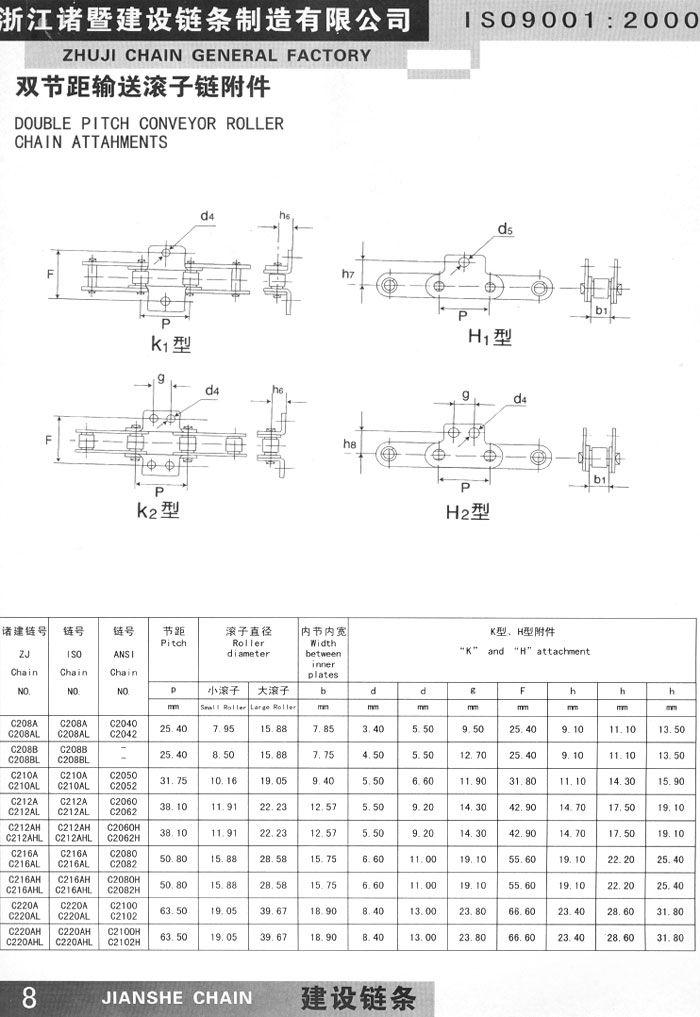 浙江诸暨建设链条制造有限公司 ISO9001:2000
ZHUJI CHAIN GENERAL FACTORY
双节距输送滚子链附件
DOUBLE PITCH CONVEYOR ROLLER
CHAIN ATTAHMENTS
d4 h6 F P
k1型
d5 h7 P b1
H1型
g d4 h6 F P
k2型
g d4 h8 P b1
H2型
诸建链号 链号 链号 节距 滚子直径 内节内宽 K型、H型附件
ZJ ISO ANSI Pitch Roller Width “K” and “H”attachment
Chain Chain Chain diameter between
NO. NO. NO. inner
plates
p 小滚子 大滚子 b d d g F h h h
mm Small Roller Large Roller mm mm mm mm mm mm mm mm
C208A C208A C2040 25.40 7.95 15.88 7.85 3.40 5.50 9.50 25.40 9.10 11.10 13.50
C208AL C208AL C2042
C208B C208B - 25.40 8.50 15.88 7.75 4.50 5.50 12.70 25.40 9.10 11.10 13.50
C208BL C208BL -
C210A C210A C2050 31.75 10.16 19.05 9.40 5.50 6.60 11.90 31.80 11.10 14.30 15.90
C210AL C210AL C2052
C212A C212A C2060 38.10 11.91 22.23 12.57 5.50 9.20 14.30 42.90 14.70 17.50 19.10
C212AL C212AL C2062
C212AH C212AH C2060H 38.10 11.91 22.23 12.57 5.50 9.20 14.30 42.90 14.70 17.50 19.10
C212AHL C212AHL C2062H
C216A C216A C2080 50.80 15.88 28.58 15.75 6.60 11.00 19.10 55.60 19.10 22.20 25.40
C216AL C216AL C2082
C216AH C216AH C2080H 50.80 15.88 28.58 15.75 6.60 11.00 19.10 55.60 19.10 22.20 25.40
C216AHL C216AHL C2082H
C220A C220A C2100 63.50 19.05 39.67 18.90 8.40 13.00 23.80 66.60 23.40 28.60 31.80
C220AL C220AL C2102
C220AH C220AH C2100H 63.50 19.05 39.67 18.90 8.40 13.00 23.80 66.60 23.40 28.60 31.80
C220AHL C220AHL C2102H
8 JIANSHE CHAIN 建设链条